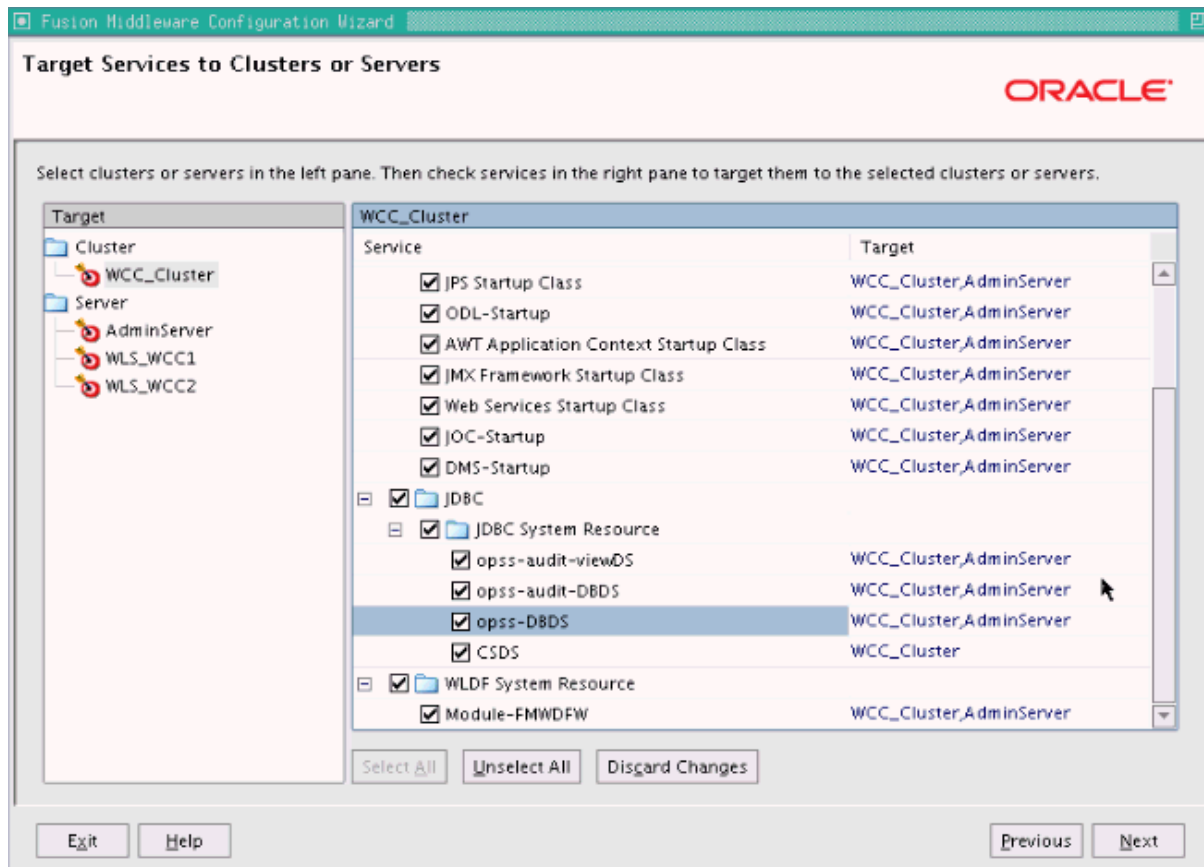 Fusion Middleware Configuration Wizard
Target Services to Clusters or Servers
ORACLE
Select clusters or servers in the left pane. Then check services in the right pane to target them to the selected clusters or servers.
Target
Cluster
WCC_Cluster
Server
AdminServer
WLS_WCC1
WLS_WCC2
WCC_Cluster
Service Target
JPS Startup Class WCC_Cluster,AdminServer
ODL-Startup WCC_Cluster,AdminServer
AWT Application Context Startup Class WCC_Cluster,AdminServer
JMX Framework Startup Class WCC_Cluster,AdminServer
Web Services Startup Class WCC_Cluster,AdminServer
JOC-Startup WCC_Cluster,AdminServer
DMS-Startup WCC_Cluster,AdminServer
JDBC
JDBC System Resource
opss-audit-viewDS WCC_Cluster,AdminServer
opss-audit-DBDS WCC_Cluster,AdminServer
opss-DBDS WCC_Cluster,AdminServer
CSDS WCC_Cluster
WLDF System Resource
Module-FMWDFW WCC_Cluster,AdminServer
Select All Unselect All Discard Changes
Exit Help Previous Next